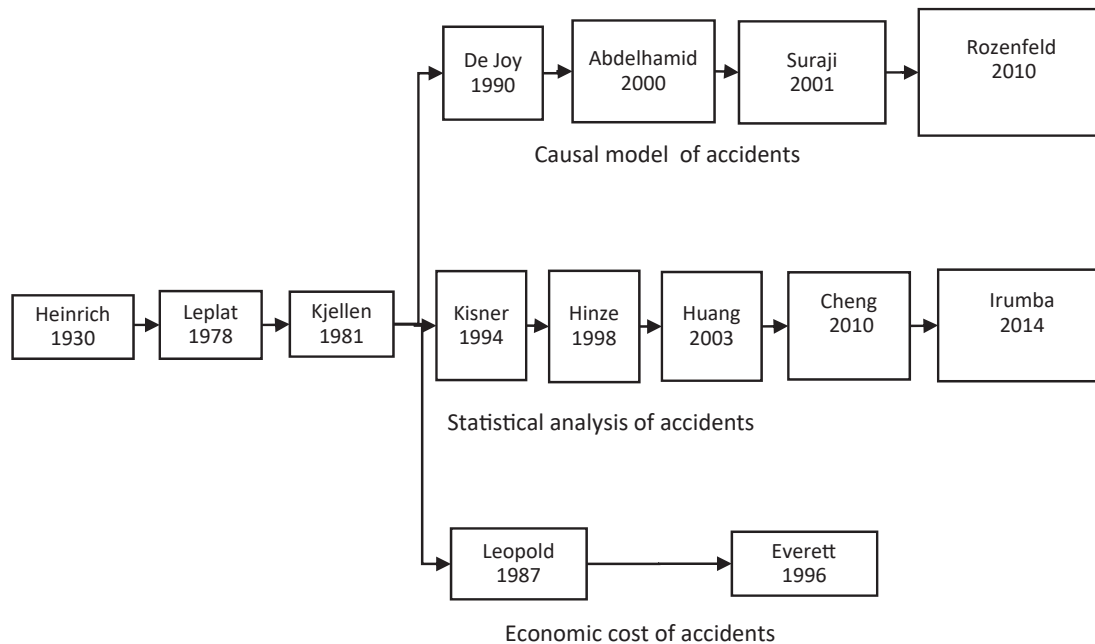 De Joy
1990
Abdelhamid
2000
Suraji
2001
Rozenfeld
2010
Causal model of accidents
Heinrich
1930
Leplat
1978
Kjellen
1981
Kisner
1994
Hinze
1998
Huang
2003
Cheng
2010
Irumba
2014
Statistical analysis of accidents
Leopold
1987
Everett
1996
Economic cost of accidents